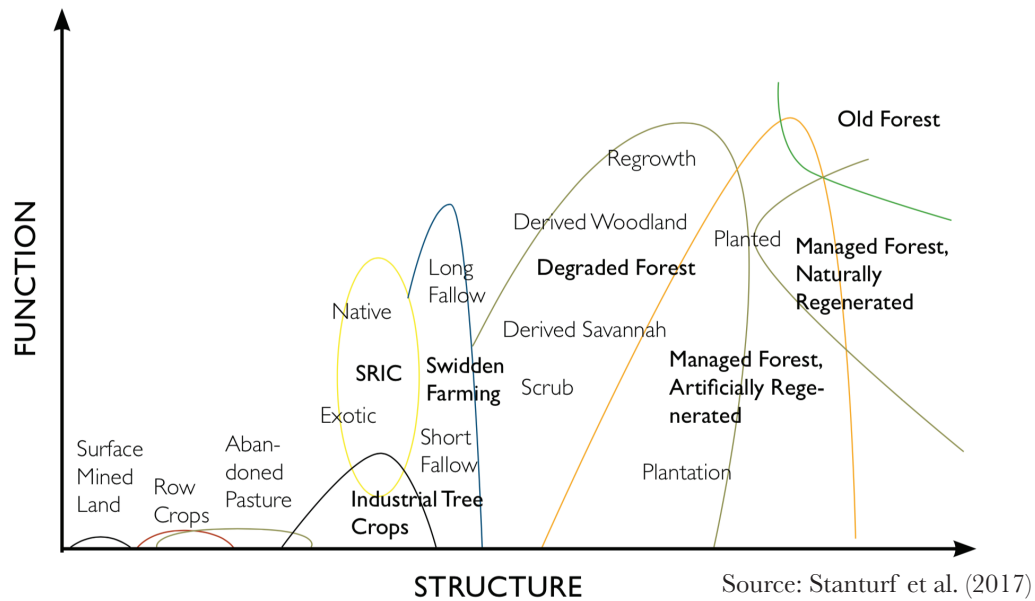 FUNCTION
Old Forest
Regrowth
Derived Woodland
Planted
Managed Forest,
Naturally
Regenerated
Degraded Forest
Long
Fallow
Native
Derived Savannah
SRIC
Swidden
Farming
Managed Forest,
Artificially Rege-
nerated
Scrub
Exotic
Short
Fallow
Surface
Mined
Land
Row
Crops
Aban-
doned
Pasture
Industrial Tree
Crops
Plantation
STRUCTURE
Source: Stanturf et al. (2017)